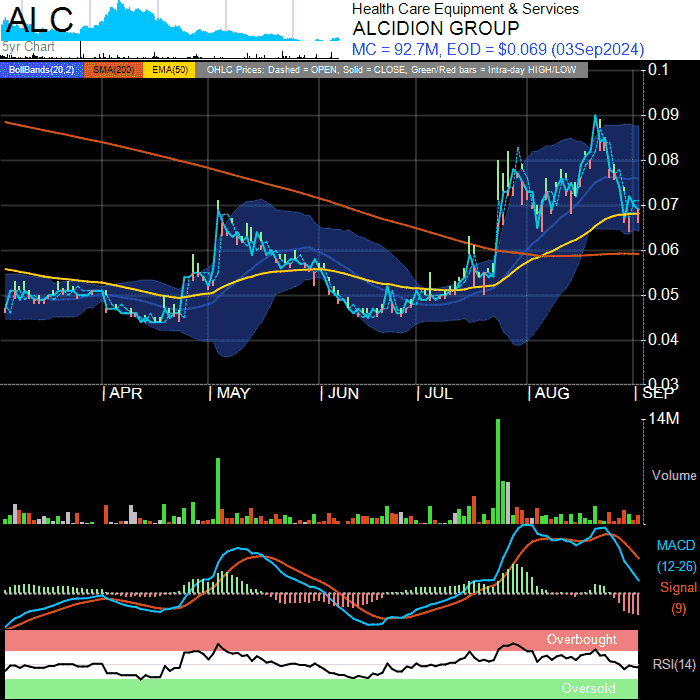 ALC
5yr Chart
Health Care Equipment & Services
ALCIDION GROUP
MC = 92.7M, EOD = $0.069 (03Sep2024)
BollBands(20,2) SMA(200) EMA(50) OHLC Prices: Dashed = OPEN, Solid = CLOSE, Green/Red bars = Intra-day HIGH/LOW
0.1
0.09
0.08
0.07
0.06
0.05
0.04
0.03
APR MAY JUN JUL AUG SEP
14M
Volume
MACD
(12-26)
Signal
(9)
Overbought
RSI(14)
Oversold